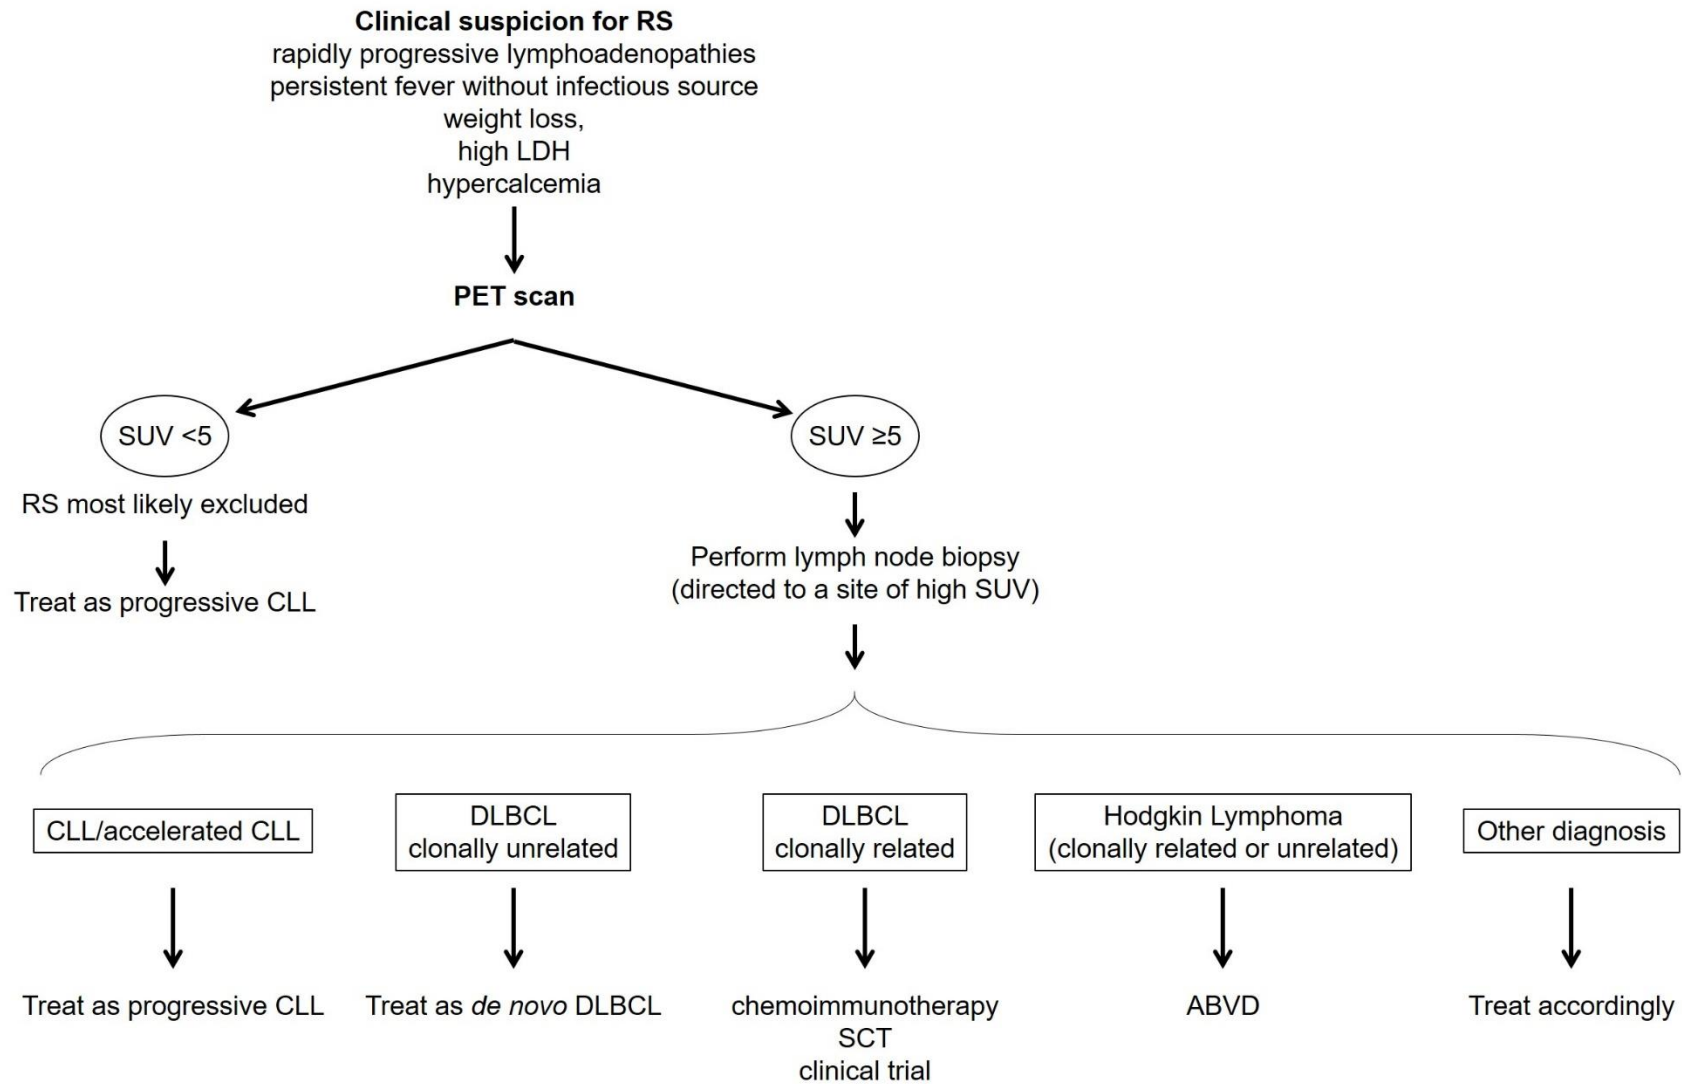 Clinical suspicion for RS
rapidly progressive lymphoadenopathies
persistent fever without infectious source
weight loss,
high LDH
hypercalcemia
PET scan
SUV <5
SUV ≥5
RS most likely excluded
Treat as progressive CLL
Perform lymph node biopsy
(directed to a site of high SUV)
CLL/accelerated CLL
DLBCL
clonally unrelated
DLBCL
clonally related
Hodgkin Lymphoma
(clonally related or unrelated)
Other diagnosis
Treat as progressive CLL
Treat as de novo DLBCL
chemoimmunotherapy
SCT
clinical trial
ABVD
Treat accordingly